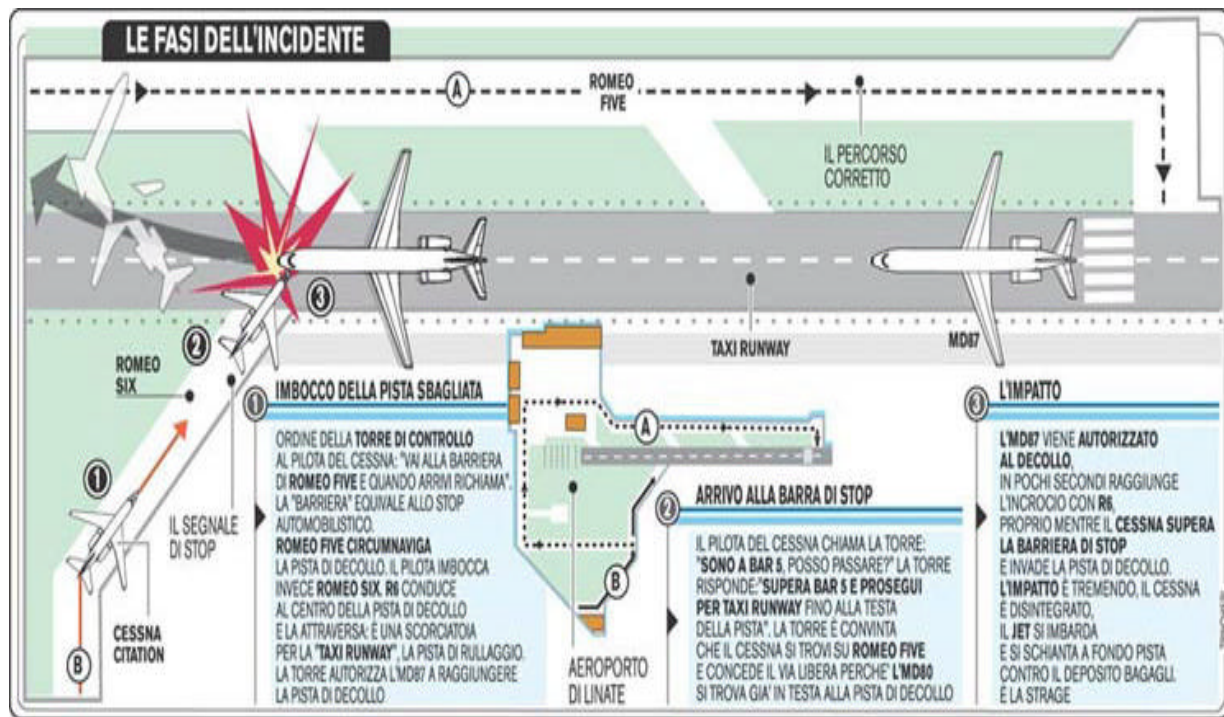 LE FASI DELL'INCIDENTE
A
ROMEO
FIVE
IL PERCORSO
CORRETTO
3
2
ROMEO
SIX
TAXI RUNWAY
MD87
1
IL SEGNALE
DI STOP
CESSNA
CITATION
B
1 IMBOCCO DELLA PISTA SBAGLIATA
ORDINE DELLA TORRE DI CONTROLLO
AL PILOTA DEL CESSNA: "VAI ALLA BARRIERA
DI ROMEO FIVE E QUANDO ARRIVI RICHIAMA".
LA "BARRIERA" EQUIVALE ALLO STOP
AUTOMOBILISTICO.
ROMEO FIVE CIRCUMNAVIGA
LA PISTA DI DECOLLO. IL PILOTA IMBOCCA
INVECE ROMEO SIX. R6 CONDUCE
AL CENTRO DELLA PISTA DI DECOLLO
E LA ATTRAVERSA: È UNA SCORCIATOIA
PER LA "TAXI RUNWAY", LA PISTA DI RULLAGGIO.
LA TORRE AUTORIZZA L'MD87 A RAGGIUNGERE
LA PISTA DI DECOLLO
A
B
AEROPORTO
DI LINATE
2 ARRIVO ALLA BARRA DI STOP
IL PILOTA DEL CESSNA CHIAMA LA TORRE:
"SONO A BAR 5, POSSO PASSARE?" LA TORRE
RISPONDE:"SUPERA BAR 5 E PROSEGUI
PER TAXI RUNWAY FINO ALLA TESTA
DELLA PISTA". LA TORRE È CONVINTA
CHE IL CESSNA SI TROVI SU ROMEO FIVE
E CONCEDE IL VIA LIBERA PERCHE' L'MD80
SI TROVA GIA' IN TESTA ALLA PISTA DI DECOLLO
3 L'IMPATTO
L'MD87 VIENE AUTORIZZATO
AL DECOLLO,
IN POCHI SECONDI RAGGIUNGE
L'INCROCIO CON R6,
PROPRIO MENTRE IL CESSNA SUPERA
LA BARRIERA DI STOP
E INVADE LA PISTA DI DECOLLO.
L'IMPATTO È TREMENDO, IL CESSNA
È DISINTEGRATO,
IL JET SI IMBARDA
E SI SCHIANTA A FONDO PISTA
CONTRO IL DEPOSITO BAGAGLI.
È LA STRAGE